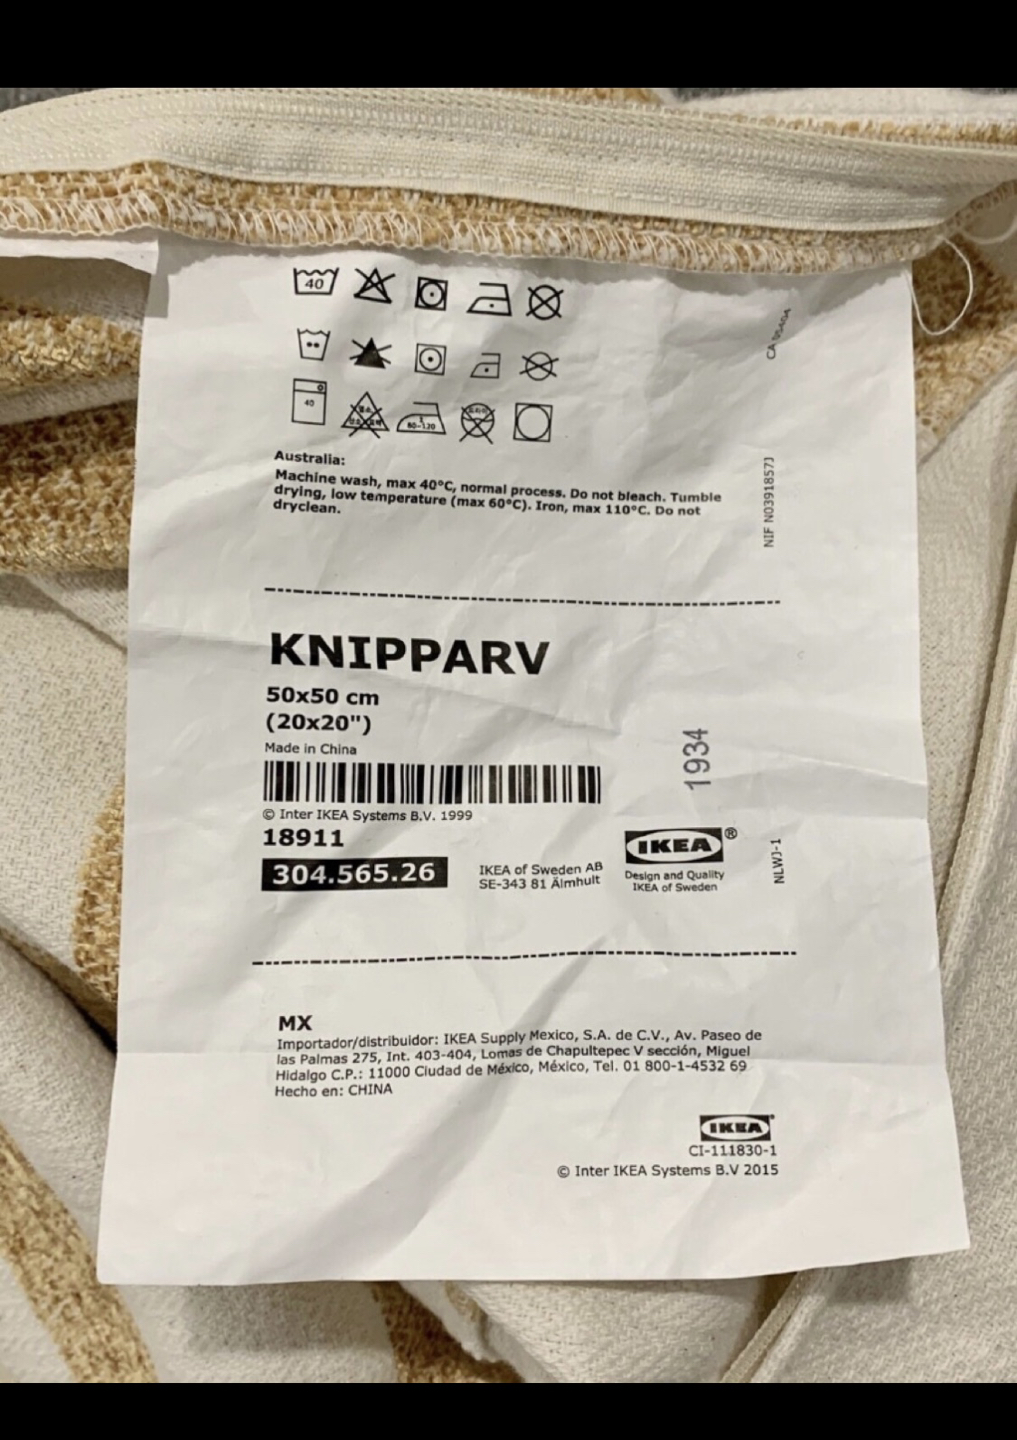 40
40
80~120
CA 05404
Australia:
Machine wash, max 40°C, normal process. Do not bleach. Tumble
drying, low temperature (max 60°C). Iron, max 110°C. Do not
dryclean.
NIF N0391857J
KNIPPARV
50x50 cm
(20x20")
Made in China
1934
© Inter IKEA Systems B.V. 1999
18911
304.565.26
IKEA of Sweden AB
SE-343 81 Älmhult
IKEA®
Design and Quality
IKEA of Sweden
NLWJ-1
MX
Importador/distribuidor: IKEA Supply Mexico, S.A. de C.V., Av. Paseo de
las Palmas 275, Int. 403-404, Lomas de Chapultepec V sección, Miguel
Hidalgo C.P.: 11000 Ciudad de México, México, Tel. 01 800-1-4532 69
Hecho en: CHINA
IKEA
CI-111830-1
© Inter IKEA Systems B.V 2015